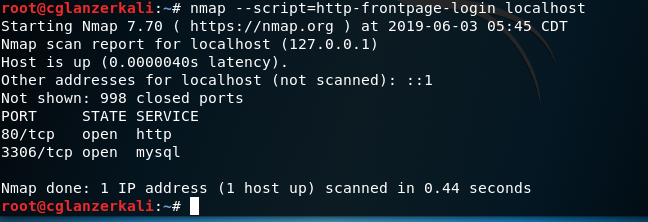 root@cglanzerkali:~# nmap --script=http-frontpage-login localhost
Starting Nmap 7.70 ( https://nmap.org ) at 2019-06-03 05:45 CDT
Nmap scan report for localhost (127.0.0.1)
Host is up (0.0000040s latency).
Other addresses for localhost (not scanned): ::1
Not shown: 998 closed ports
PORT     STATE SERVICE
80/tcp   open  http
3306/tcp open  mysql

Nmap done: 1 IP address (1 host up) scanned in 0.44 seconds
root@cglanzerkali:~#